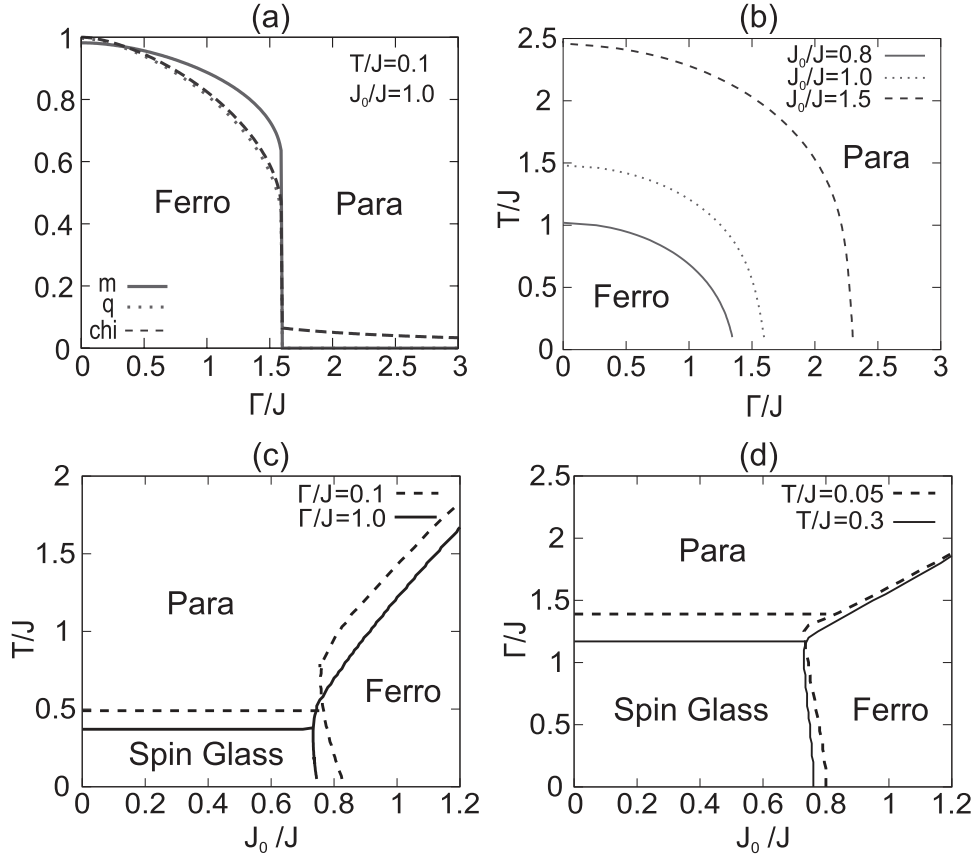 (a)
1
0.8
0.6
0.4
0.2
0
T/J=0.1
J₀/J=1.0
Ferro
Para
m
q
chi
0 0.5 1 1.5 2 2.5 3
Γ/J
(b)
2.5
2
1.5
1
0.5
0
T/J
J₀/J=0.8
J₀/J=1.0
J₀/J=1.5
Para
Ferro
0 0.5 1 1.5 2 2.5 3
Γ/J
(c)
2
1.5
1
0.5
0
T/J
Γ/J=0.1
Γ/J=1.0
Para
Ferro
Spin Glass
0 0.2 0.4 0.6 0.8 1 1.2
J₀ /J
(d)
2.5
2
1.5
1
0.5
0
Γ/J
T/J=0.05
T/J=0.3
Para
Spin Glass
Ferro
0 0.2 0.4 0.6 0.8 1 1.2
J₀ /J